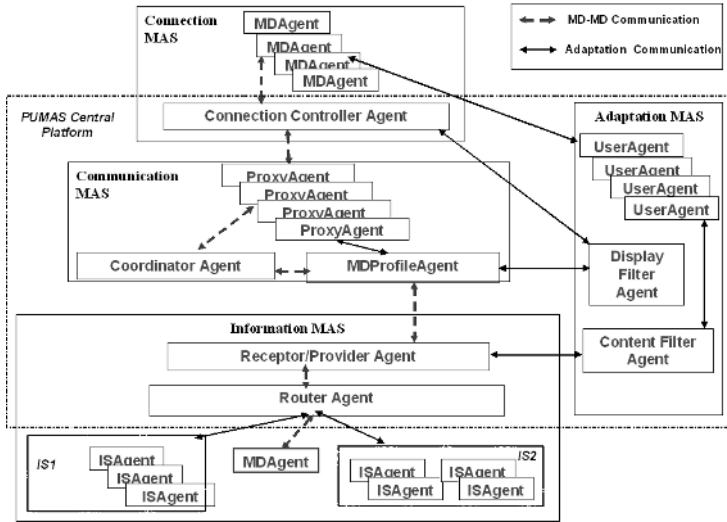 Connection
MAS
MDAgent
MDAgent
MDAgent
MDAgent
MD-MD Communication
Adaptation Communication
PUMAS Central
Platform
Connection Controller Agent
Adaptation MAS
UserAgent
UserAgent
UserAgent
UserAgent
Communication
MAS
ProxyAgent
ProxyAgent
ProxyAgent
ProxyAgent
Coordinator Agent
MDProfileAgent
Display
Filter
Agent
Information MAS
Receptor/Provider Agent
Content Filter
Agent
Router Agent
IS1
ISAgent
ISAgent
ISAgent
MDAgent
IS2
ISAgent
ISAgent
ISAgent
ISAgent